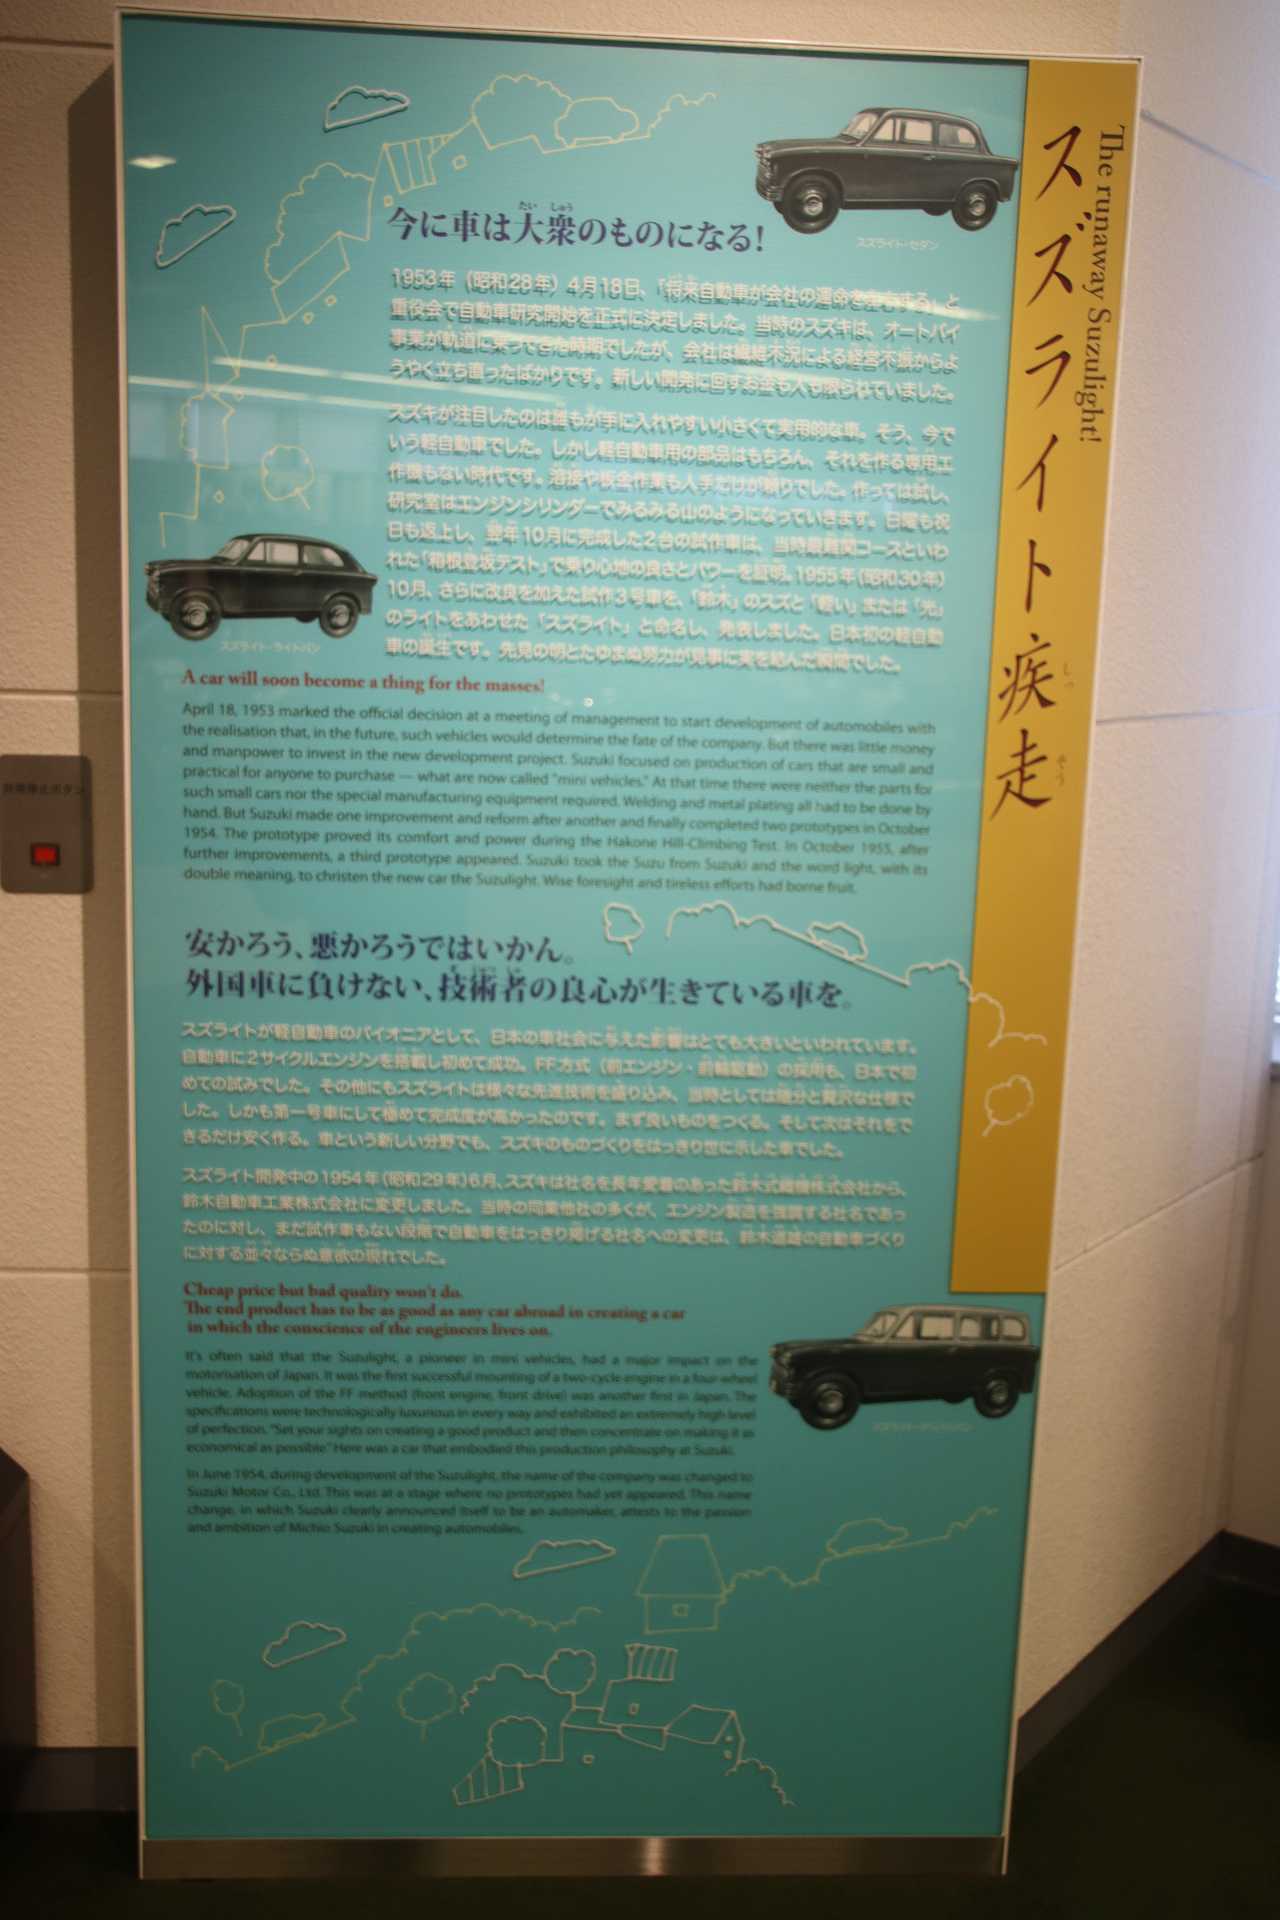 The runaway Suzulight!
スズライト疾走
しっ
そう
スズライト・セダン
たい しゅう
今に車は大衆のものになる!
1953年（昭和28年）4月18日、「将来自動車が会社の運命を左右する」と
重役会で自動車研究開始を正式に決定しました。当時のスズキは、オートバイ
事業が軌道に乗ってきた時期でしたが、会社は繊維不況による経営不振からよ
うやく立ち直ったばかりです。新しい開発に回すお金も人も限られていました。
スズキが注目したのは誰もが手に入れやすい小さくて実用的な車。そう、今で
いう軽自動車でした。しかし軽自動車用の部品はもちろん、それを作る専用工
作機もない時代です。溶接や板金作業も人手だけが頼りでした。作っては試し、
研究室はエンジンシリンダーでみるみる山のようになっていきます。日曜も祝
日も返上し、翌年10月に完成した2台の試作車は、当時最難関コースといわ
れた「箱根登坂テスト」で乗り心地の良さとパワーを証明。1955年（昭和30年）
10月、さらに改良を加えた試作3号車を、「鈴木」のスズと「軽い」または「光」
のライトをあわせた「スズライト」と命名し、発表しました。日本初の軽自動
車の誕生です。先見の明とたゆまぬ努力が見事に実を結んだ瞬間でした。
スズライト・ライトバン
A car will soon become a thing for the masses!
April 18, 1953 marked the official decision at a meeting of management to start development of automobiles with
the realisation that, in the future, such vehicles would determine the fate of the company. But there was little money
and manpower to invest in the new development project. Suzuki focused on production of cars that are small and
practical for anyone to purchase — what are now called "mini vehicles." At that time there were neither the parts for
such small cars nor the special manufacturing equipment required. Welding and metal plating all had to be done by
hand. But Suzuki made one improvement and reform after another and finally completed two prototypes in October
1954. The prototype proved its comfort and power during the Hakone Hill-Climbing Test. In October 1955, after
further improvements, a third prototype appeared. Suzuki took the Suzu from Suzuki and the word light, with its
double meaning, to christen the new car the Suzulight. Wise foresight and tireless efforts had borne fruit.
安かろう、悪かろうではいかん。
外国車に負けない、技術者の良心が生きている車を。
スズライトが軽自動車のパイオニアとして、日本の車社会に与えた影響はとても大きいといわれています。
自動車に2サイクルエンジンを搭載し初めて成功。FF方式（前エンジン・前輪駆動）の採用も、日本で初
めての試みでした。その他にもスズライトは様々な先進技術を盛り込み、当時としては随分と贅沢な仕様で
した。しかも第一号車にして極めて完成度が高かったのです。まず良いものをつくる。そして次はそれをで
きるだけ安く作る。車という新しい分野でも、スズキのものづくりをはっきり世に示した車でした。
スズライト開発中の1954年（昭和29年）6月、スズキは社名を長年愛着のあった鈴木式織機株式会社から、
鈴木自動車工業株式会社に変更しました。当時の同業他社の多くが、エンジン製造を強調する社名であっ
たのに対し、まだ試作車もない段階で自動車をはっきり掲げる社名への変更は、鈴木道雄の自動車づくり
に対する並々ならぬ意欲の現れでした。
Cheap price but bad quality won't do.
The end product has to be as good as any car abroad in creating a car
in which the conscience of the engineers lives on.
It's often said that the Suzulight, a pioneer in mini vehicles, had a major impact on the
motorisation of Japan. It was the first successful mounting of a two-cycle engine in a four-wheel
vehicle. Adoption of the FF method (front engine, front drive) was another first in Japan. The
specifications were technologically luxurious in every way and exhibited an extremely high level
of perfection. "Set your sights on creating a good product and then concentrate on making it as
economical as possible." Here was a car that embodied this production philosophy at Suzuki.
In June 1954, during development of the Suzulight, the name of the company was changed to
Suzuki Motor Co., Ltd. This was at a stage where no prototypes had yet appeared. This name
change, in which Suzuki clearly announced itself to be an automaker, attests to the passion
and ambition of Michio Suzuki in creating automobiles.